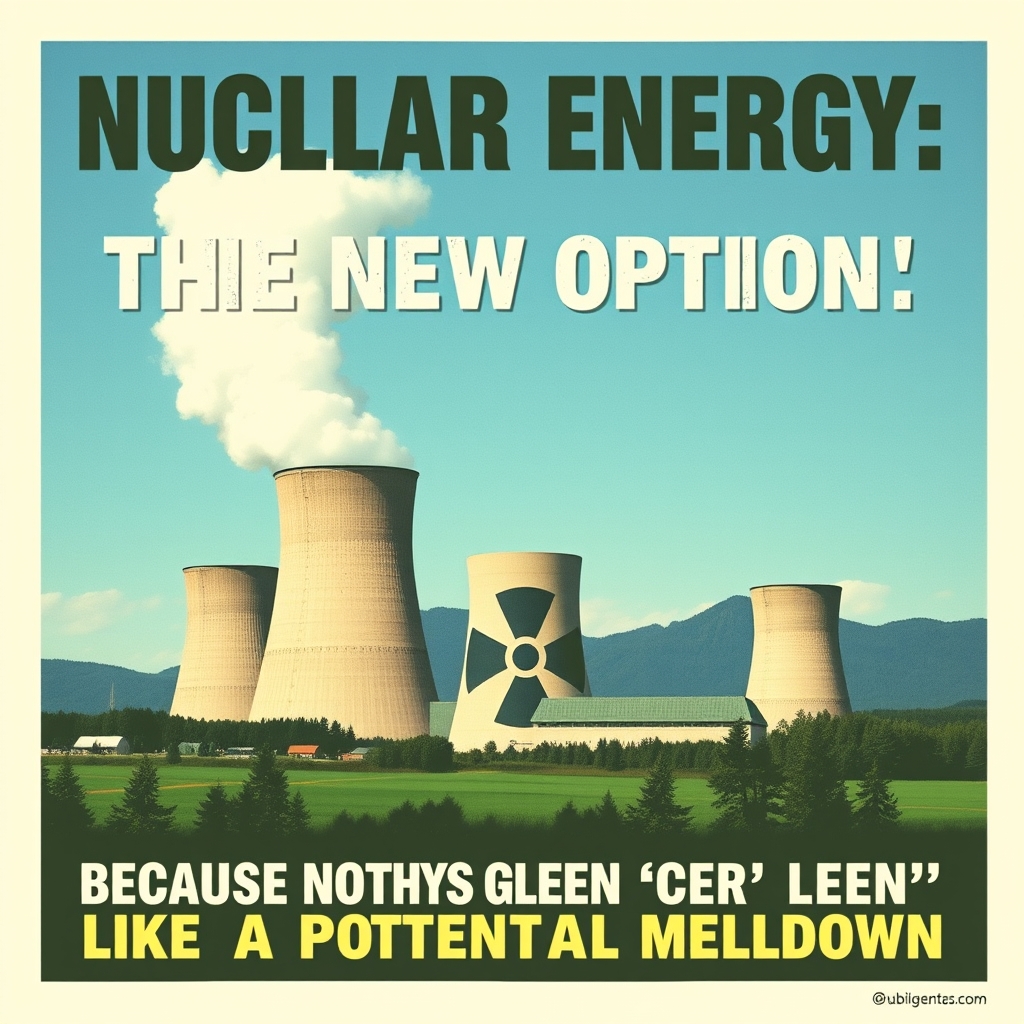 NUCLLAR ENERGY:
THIE NEW OPTIION!
BECAUSE NOTHYS GLEEN ‘CER’ LEEN’’
LIKE A POTTENTAL MELLDOWN
@ubilgentes.com